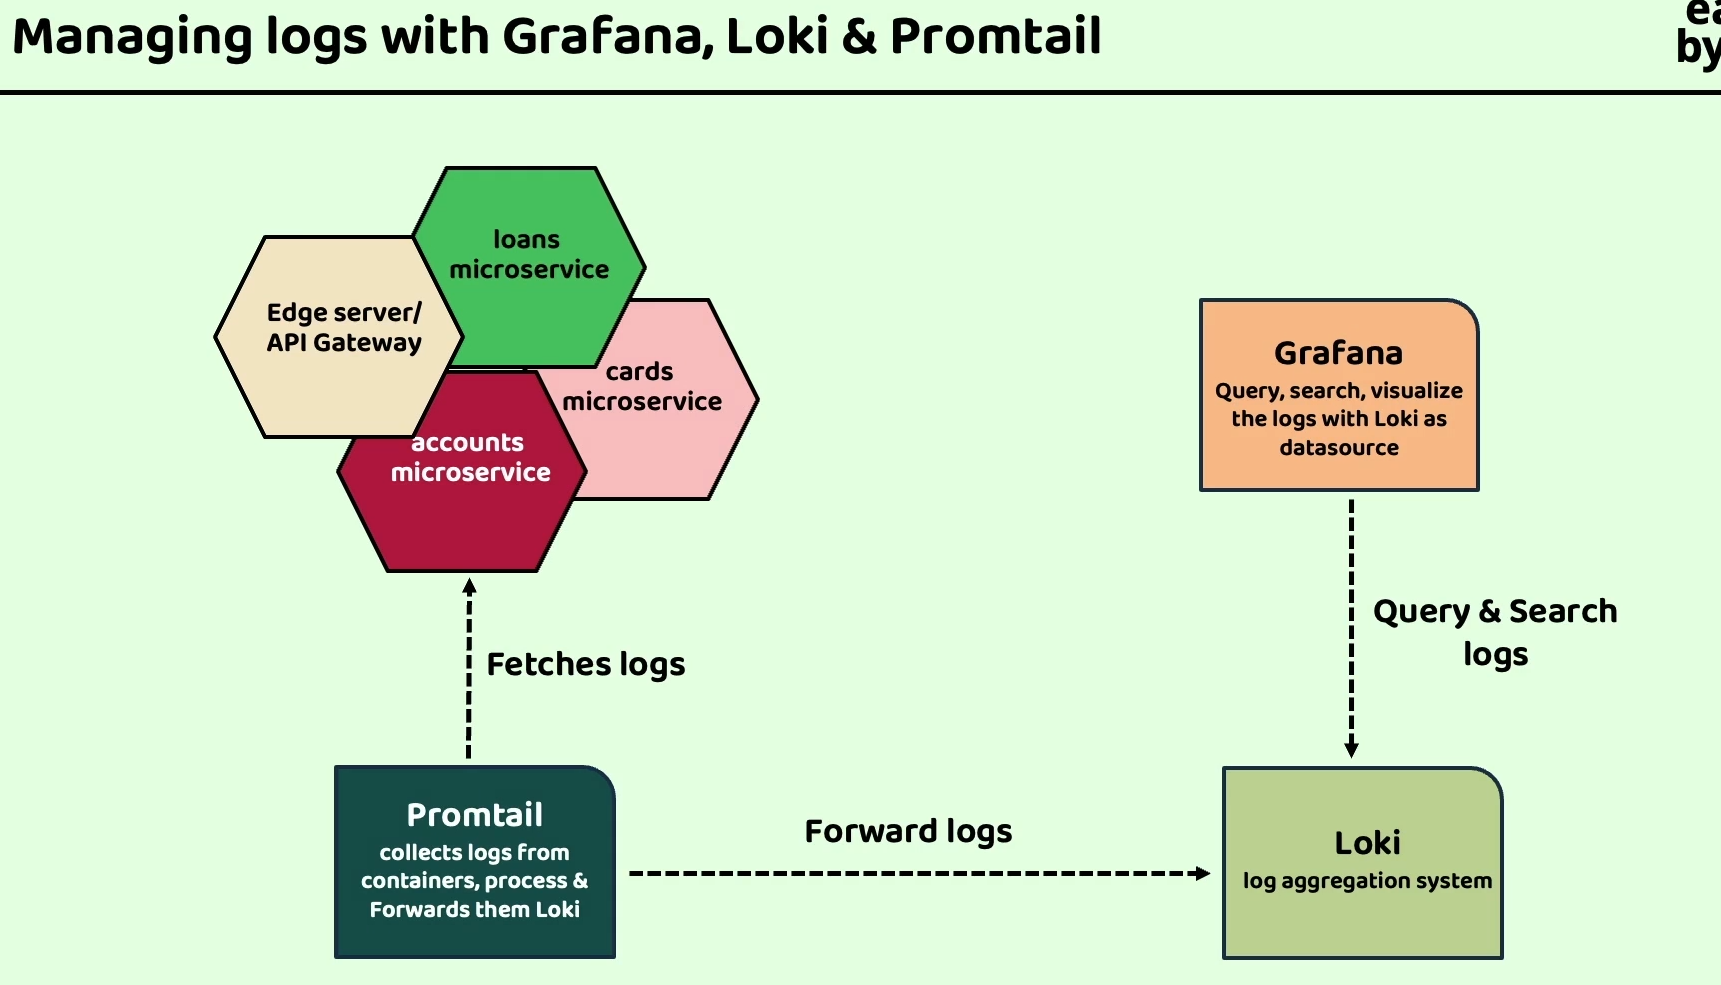 Managing logs with Grafana, Loki & Promtail
by
loans
microservice
Edge server/
API Gateway
cards
microservice
accounts
microservice
Grafana
Query, search, visualize
the logs with Loki as
datasource
Fetches logs
Query & Search
logs
Promtail
collects logs from
containers, process &
Forwards them Loki
Forward logs
Loki
log aggregation system